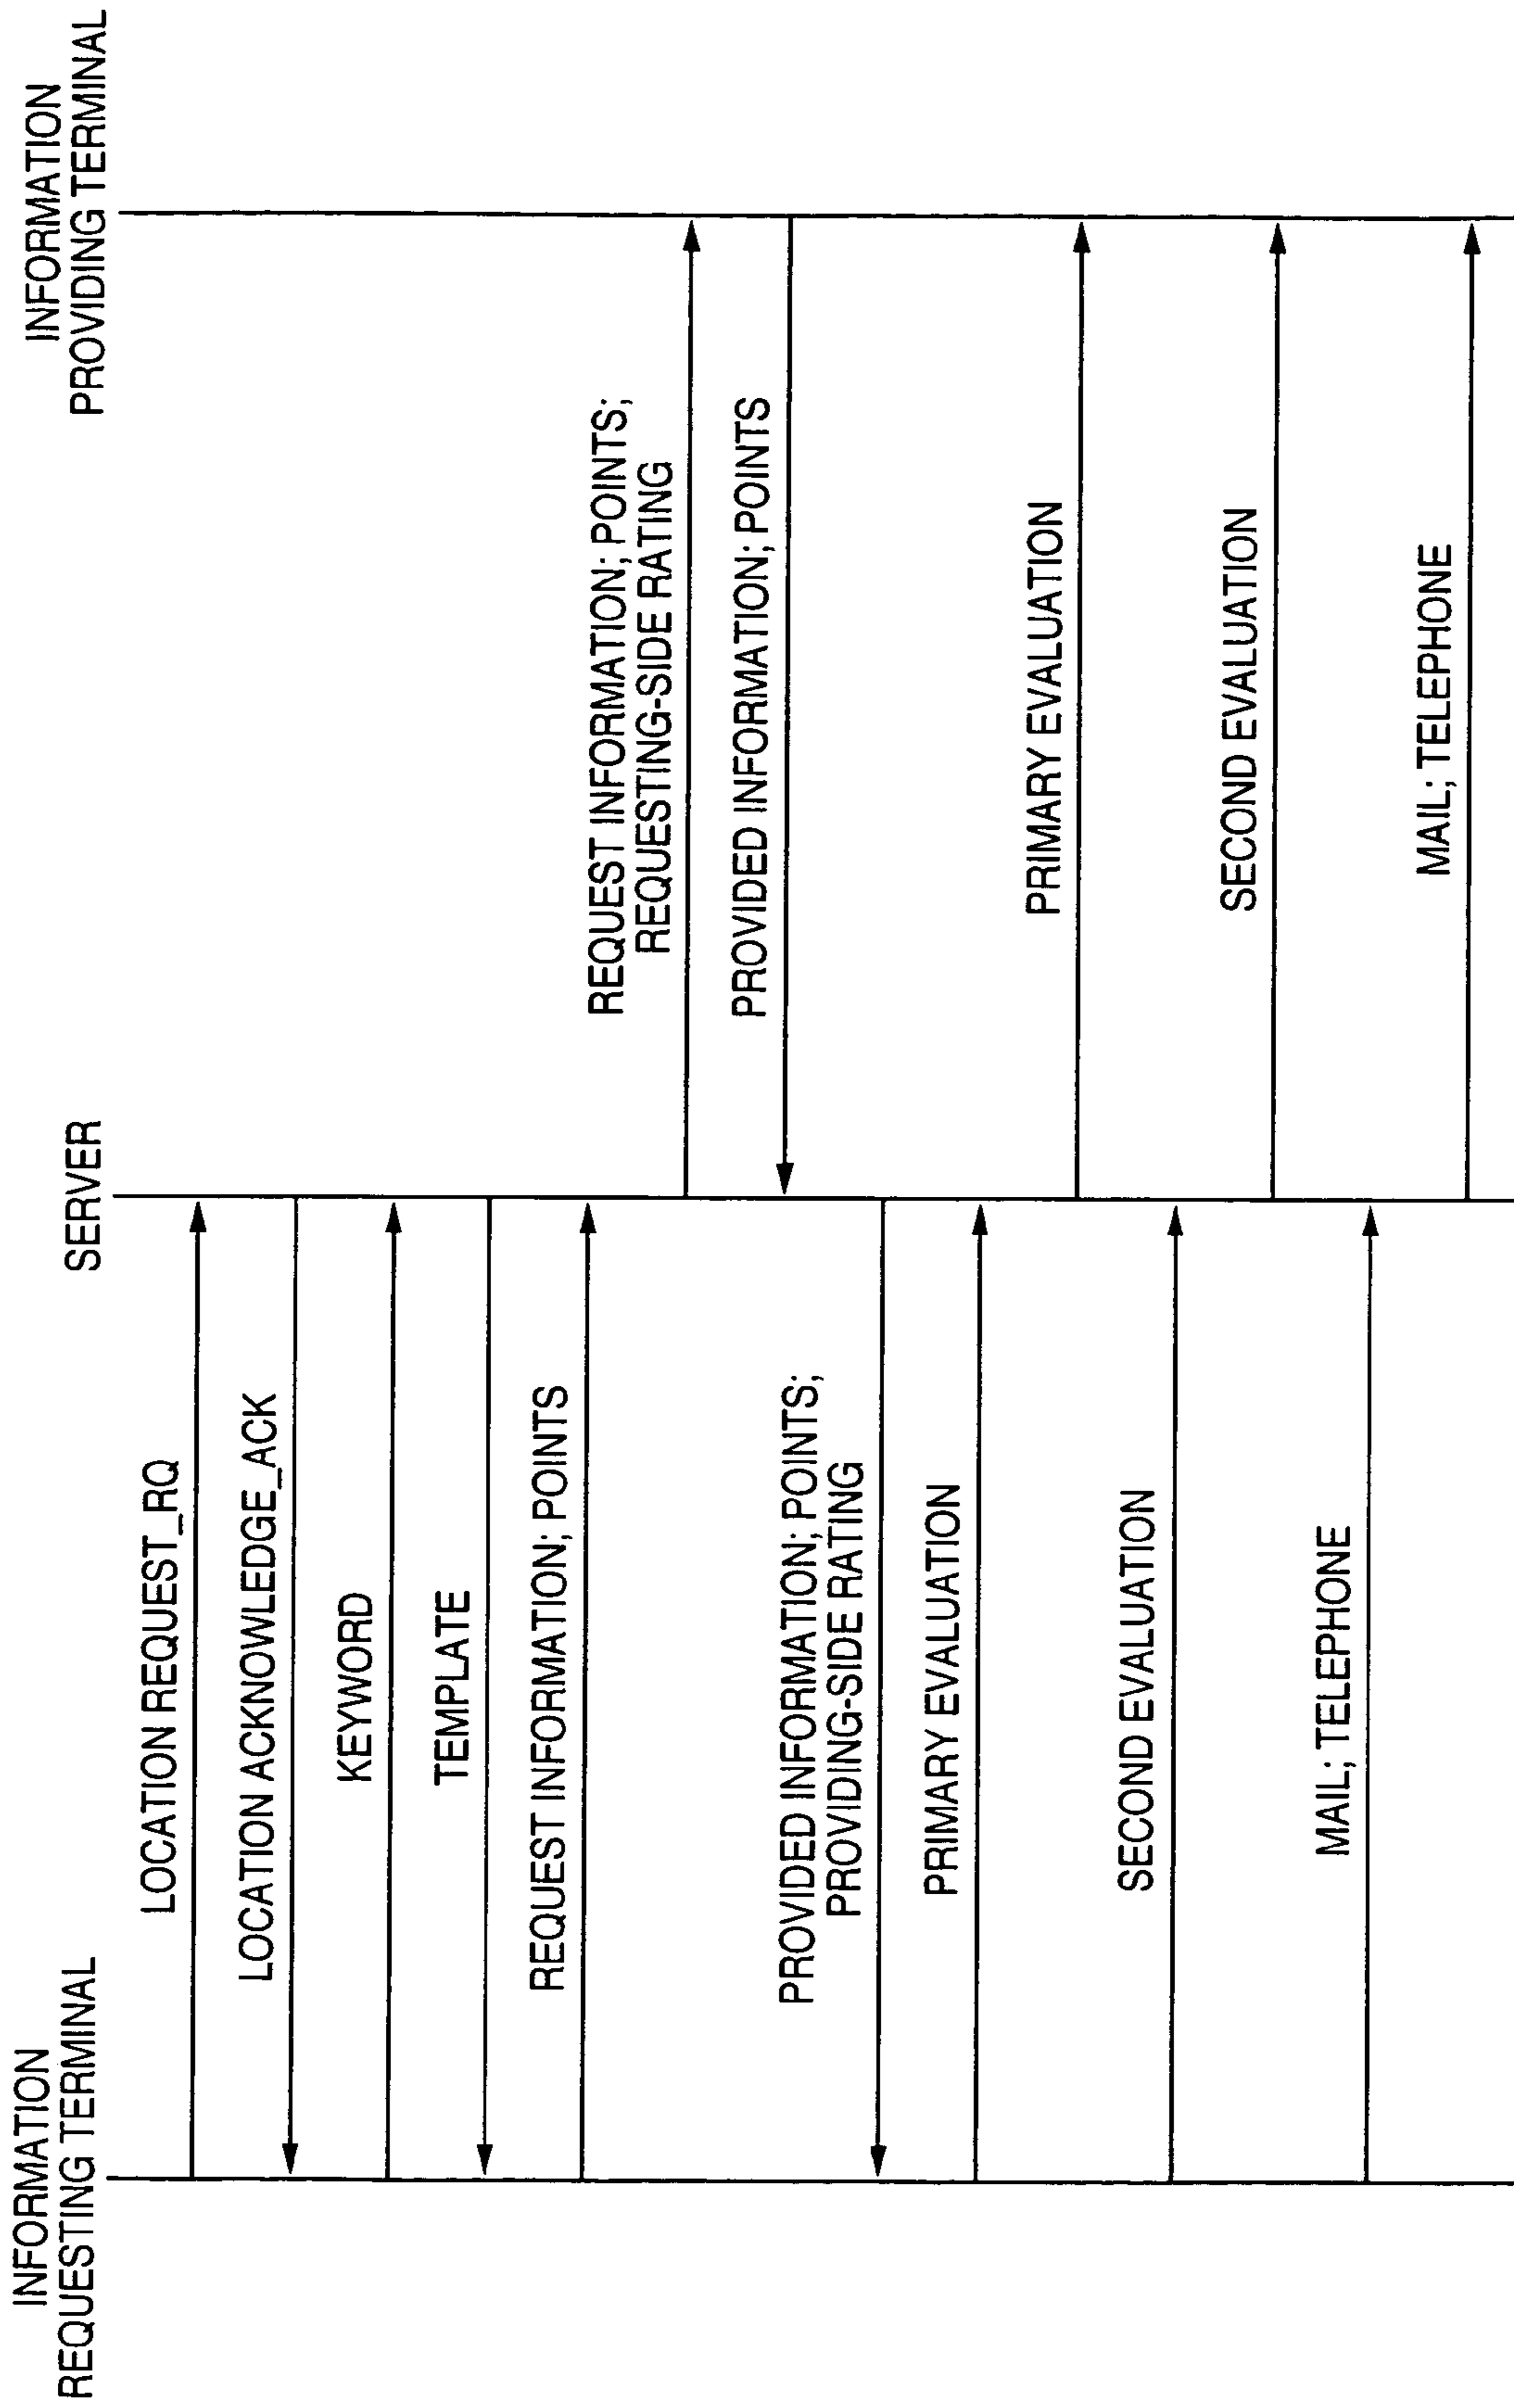 INFORMATION
REQUESTING TERMINAL
SERVER
INFORMATION
PROVIDING TERMINAL
LOCATION REQUEST_RQ
LOCATION ACKNOWLEDGE_ACK
KEYWORD
TEMPLATE
REQUEST INFORMATION; POINTS
REQUEST INFORMATION; POINTS;
REQUESTING-SIDE RATING
PROVIDED INFORMATION; POINTS
PROVIDED INFORMATION; POINTS;
PROVIDING-SIDE RATING
PRIMARY EVALUATION
PRIMARY EVALUATION
SECOND EVALUATION
SECOND EVALUATION
MAIL; TELEPHONE
MAIL; TELEPHONE